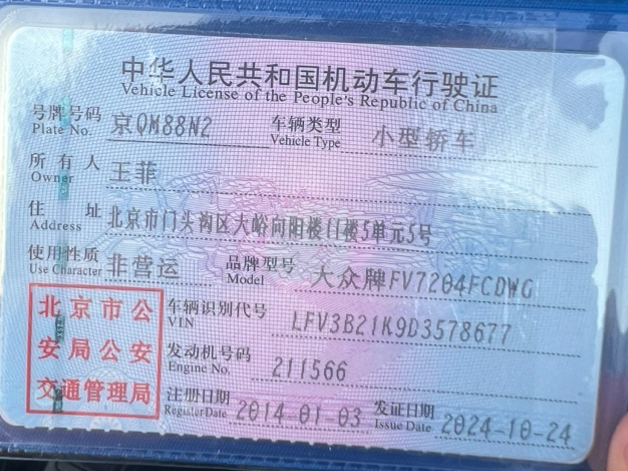 中华人民共和国机动车行驶证
Vehicle License of the People's Republic of China
号牌号码 京QM88N2 车辆类型 小型轿车
Plate No. Vehicle Type
所有人 王菲
Owner
住址 北京市门头沟区大峪向阳楼11楼5单元5号
Address
使用性质 非营运 品牌型号 大众牌FV7204FCDWG
Use Character Model
北京市公 车辆识别代号 LFV3B21K9D3578677
VIN
安局公安 发动机号码 211566
Engine No.
交通管理局 注册日期 2014-01-03 发证日期 2024-10-24
Register Date Issue Date